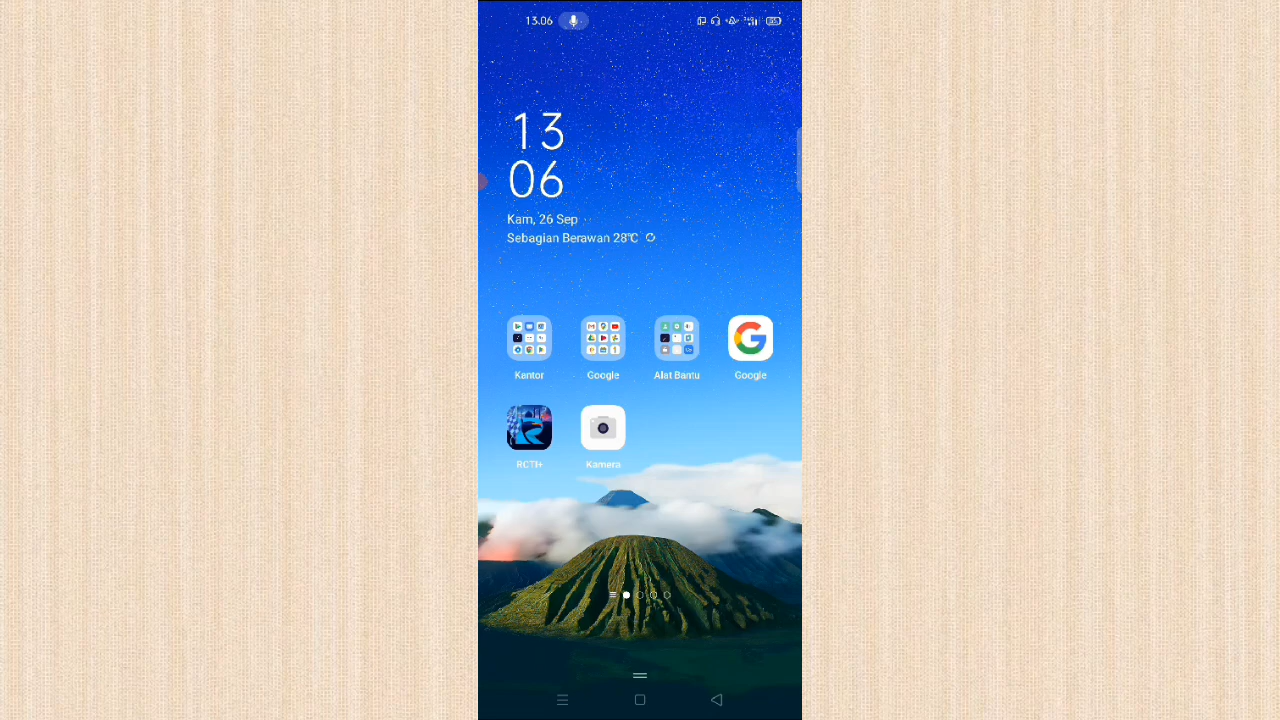 13.06
13
06
Kam, 26 Sep
Sebagian Berawan 28°C
Kantor
Google
Alat Bantu
Google
RCTI+
Kamera